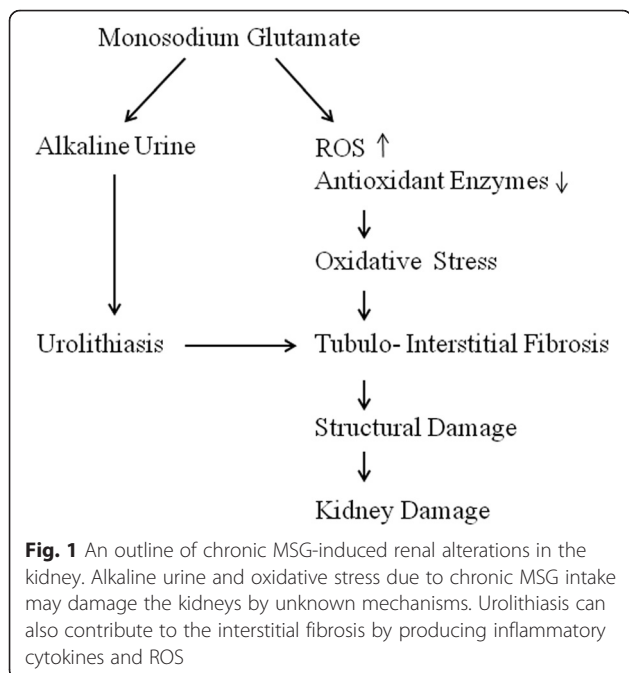 Monosodium Glutamate
Alkaline Urine
ROS ↑
Antioxidant Enzymes ↓
Oxidative Stress
Urolithiasis
Tubulo- Interstitial Fibrosis
Structural Damage
Kidney Damage
Fig. 1 An outline of chronic MSG-induced renal alterations in the
kidney. Alkaline urine and oxidative stress due to chronic MSG intake
may damage the kidneys by unknown mechanisms. Urolithiasis can
also contribute to the interstitial fibrosis by producing inflammatory
cytokines and ROS